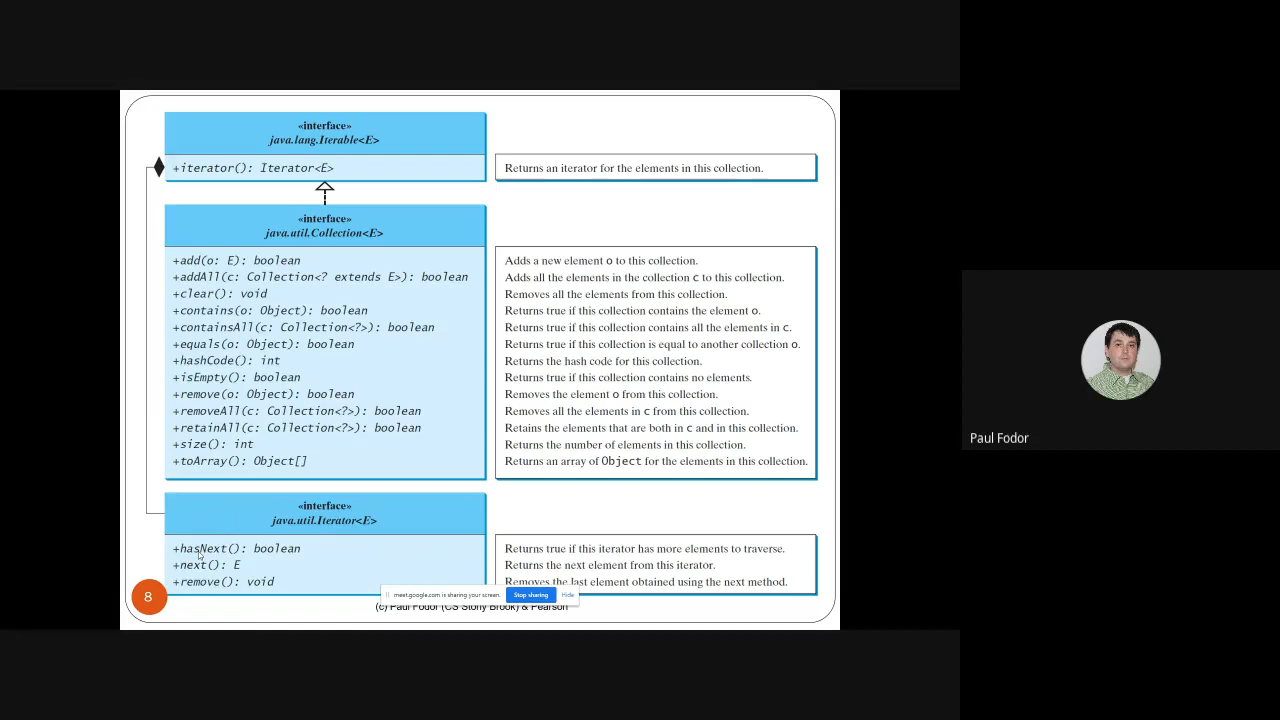 «interface»
java.lang.Iterable<E>
+iterator(): Iterator<E>
Returns an iterator for the elements in this collection.
«interface»
java.util.Collection<E>
+add(o: E): boolean
Adds a new element o to this collection.
+addAll(c: Collection<? extends E>): boolean
Adds all the elements in the collection c to this collection.
+clear(): void
Removes all the elements from this collection.
+contains(o: Object): boolean
Returns true if this collection contains the element o.
+containsAll(c: Collection<?>): boolean
Returns true if this collection contains all the elements in c.
+equals(o: Object): boolean
Returns true if this collection is equal to another collection o.
+hashCode(): int
Returns the hash code for this collection.
+isEmpty(): boolean
Returns true if this collection contains no elements.
+remove(o: Object): boolean
Removes the element o from this collection.
+removeAll(c: Collection<?>): boolean
Removes all the elements in c from this collection.
+retainAll(c: Collection<?>): boolean
Retains the elements that are both in c and in this collection.
+size(): int
Returns the number of elements in this collection.
+toArray(): Object[]
Returns an array of Object for the elements in this collection.
«interface»
java.util.Iterator<E>
+hasNext(): boolean
Returns true if this iterator has more elements to traverse.
+next(): E
Returns the next element from this iterator.
+remove(): void
Removes the last element obtained using the next method.
8
meet.google.com is sharing your screen.
Stop sharing
Hide
(c) Paul Fodor (CS Stony Brook) & Pearson
Paul Fodor